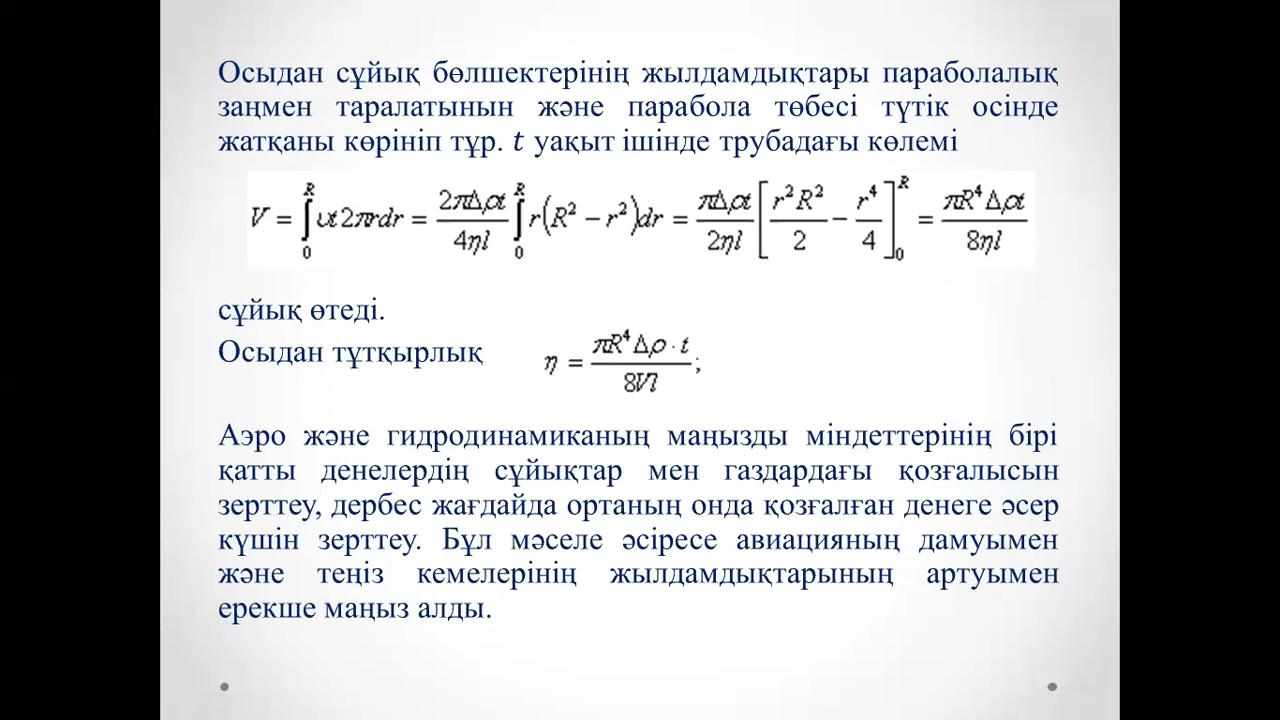 Осыдан сұйық бөлшектерінің жылдамдықтары параболалық
заңмен таралатынын және парабола төбесі түтік осінде
жатқаны көрініп тұр. t уақыт ішінде трубадағы көлемі
V = ∫₀ᴿ υt2πrdr = 2πΔρt/4ηl ∫₀ᴿ r(R² − r²)dr = πΔρt/2ηl [r²R²/2 − r⁴/4]₀ᴿ = πR⁴Δρt/8ηl
сұйық өтеді.
Осыдан тұтқырлық η = πR⁴Δρ·t/8Vl;
Аэро және гидродинамиканың маңызды міндеттерінің бірі
қатты денелердің сұйықтар мен газдардағы қозғалысын
зерттеу, дербес жағдайда ортаның онда қозғалған денеге әсер
күшін зерттеу. Бұл мәселе әсіресе авиацияның дамуымен
және теңіз кемелерінің жылдамдықтарының артуымен
ерекше маңыз алды.